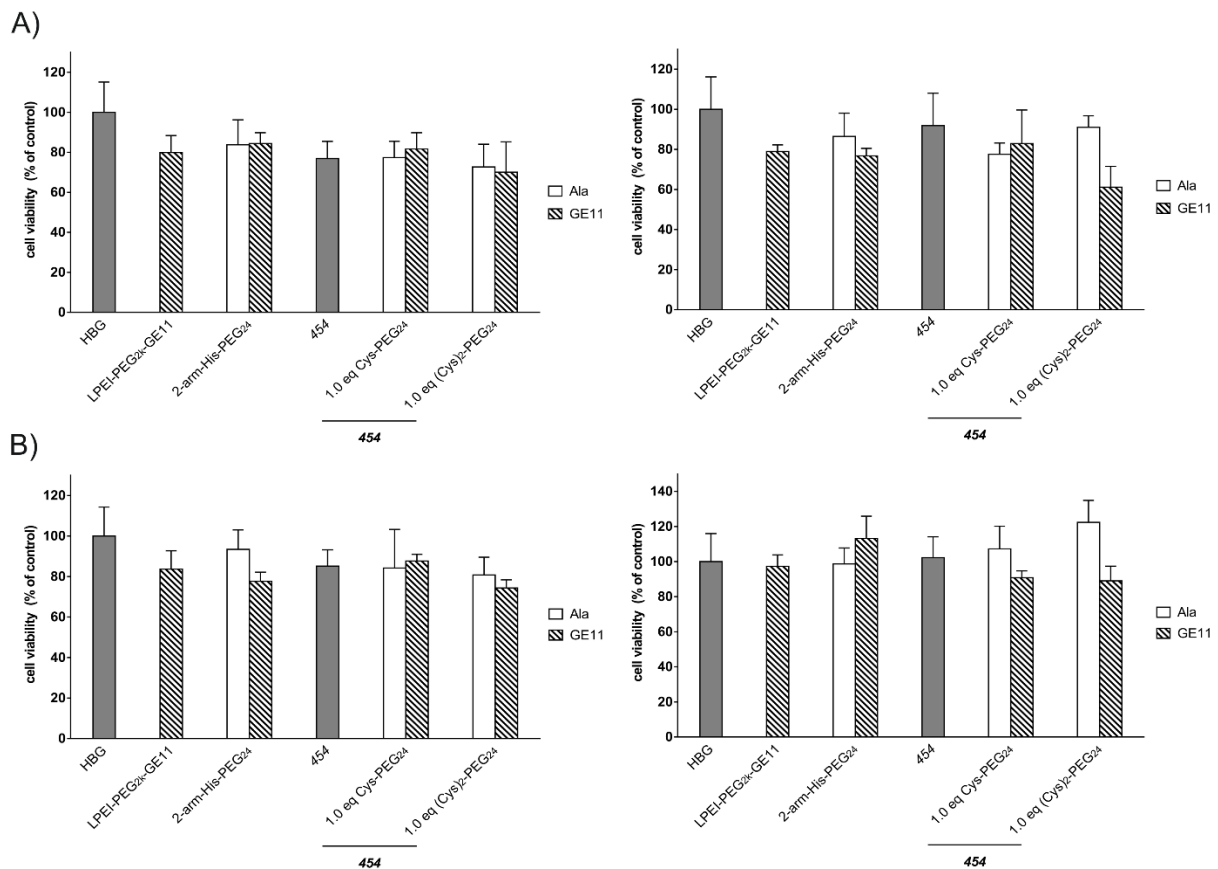 A)
cell viability (% of control)
120
100
80
60
40
20
0
HBG
LPEI-PEG2k-GE11
2-arm-His-PEG24
454
1.0 eq Cys-PEG24
1.0 eq (Cys)2-PEG24
454
Ala
GE11
cell viability (% of control)
120
100
80
60
40
20
0
HBG
LPEI-PEG2k-GE11
2-arm-His-PEG24
454
1.0 eq Cys-PEG24
1.0 eq (Cys)2-PEG24
454
Ala
GE11
B)
cell viability (% of control)
120
100
80
60
40
20
0
HBG
LPEI-PEG2k-GE11
2-arm-His-PEG24
454
1.0 eq Cys-PEG24
1.0 eq (Cys)2-PEG24
454
Ala
GE11
cell viability (% of control)
140
120
100
80
60
40
20
0
HBG
LPEI-PEG2k-GE11
2-arm-His-PEG24
454
1.0 eq Cys-PEG24
1.0 eq (Cys)2-PEG24
454
Ala
GE11